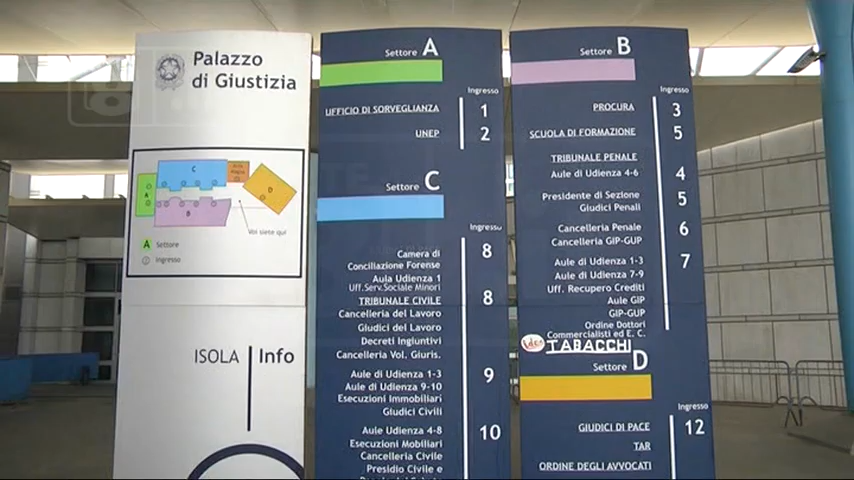 Palazzo
di Giustizia
C
Aula
Magna
D
A
B
Voi siete qui
A Settore
Ingresso
ISOLA Info
Settore A
Ingresso
UFFICIO DI SORVEGLIANZA 1
UNEP 2
Settore C
Ingresso
Camera di 8
Conciliazione Forense
Aula Udienza 1
Uff.Serv.Sociale Minori
TRIBUNALE CIVILE 8
Cancelleria del Lavoro
Giudici del Lavoro
Decreti Ingiuntivi
Cancelleria Vol. Giuris.
Aule di Udienza 1-3 9
Aule di Udienza 9-10
Esecuzioni Immobiliari
Giudici Civili
Aule Udienza 4-8 10
Esecuzioni Mobiliari
Cancelleria Civile
Presidio Civile e
Settore B
Ingresso
PROCURA 3
SCUOLA DI FORMAZIONE 5
TRIBUNALE PENALE
Aule di Udienza 4-6 4
Presidente di Sezione 5
Giudici Penali
Cancelleria Penale 6
Cancelleria GIP-GUP
Aule di Udienza 1-3 7
Aule di Udienza 7-9
Uff. Recupero Crediti
Aule GIP
GIP-GUP
Ordine Dottori
Commercialisti ed E. C.
TABACCHI
Settore D
Ingresso
GIUDICI DI PACE 12
TAR
ORDINE DEGLI AVVOCATI